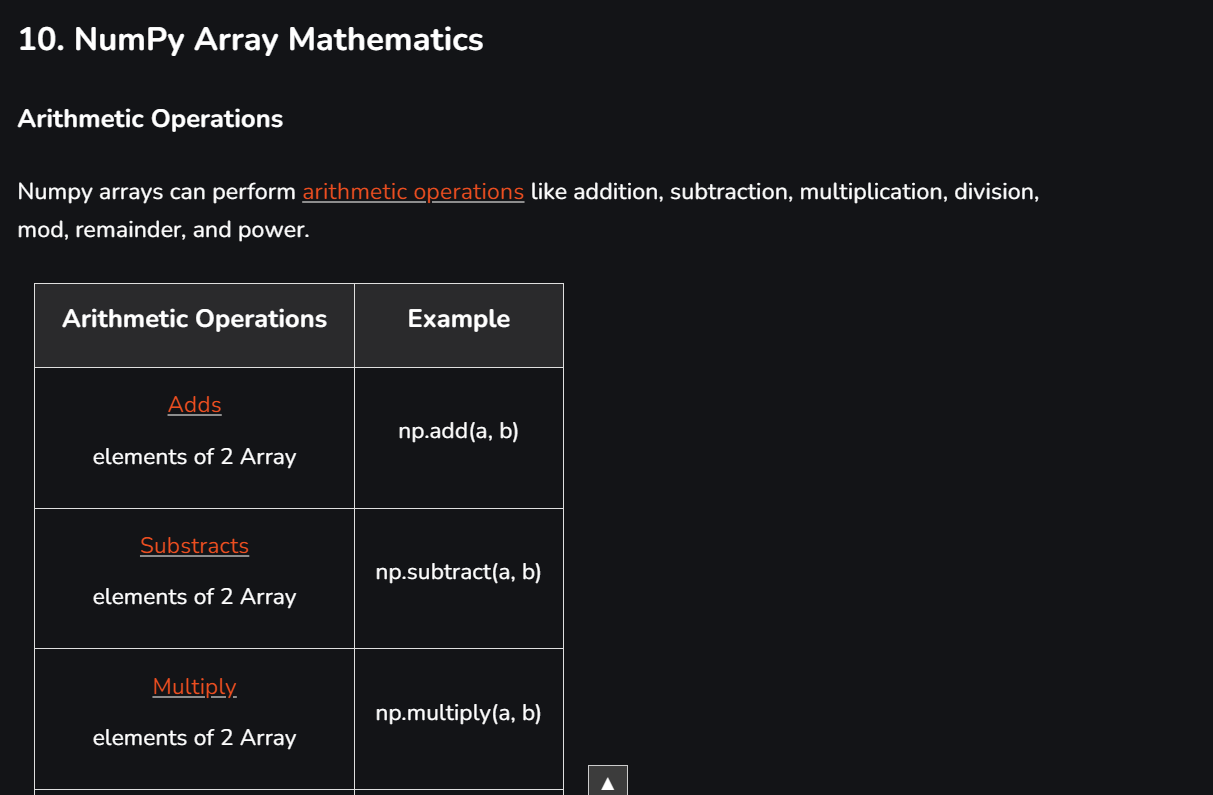 10. NumPy Array Mathematics
Arithmetic Operations
Numpy arrays can perform arithmetic operations like addition, subtraction, multiplication, division,
mod, remainder, and power.
Arithmetic Operations
Example
Adds
elements of 2 Array
np.add(a, b)
Substracts
elements of 2 Array
np.subtract(a, b)
Multiply
elements of 2 Array
np.multiply(a, b)